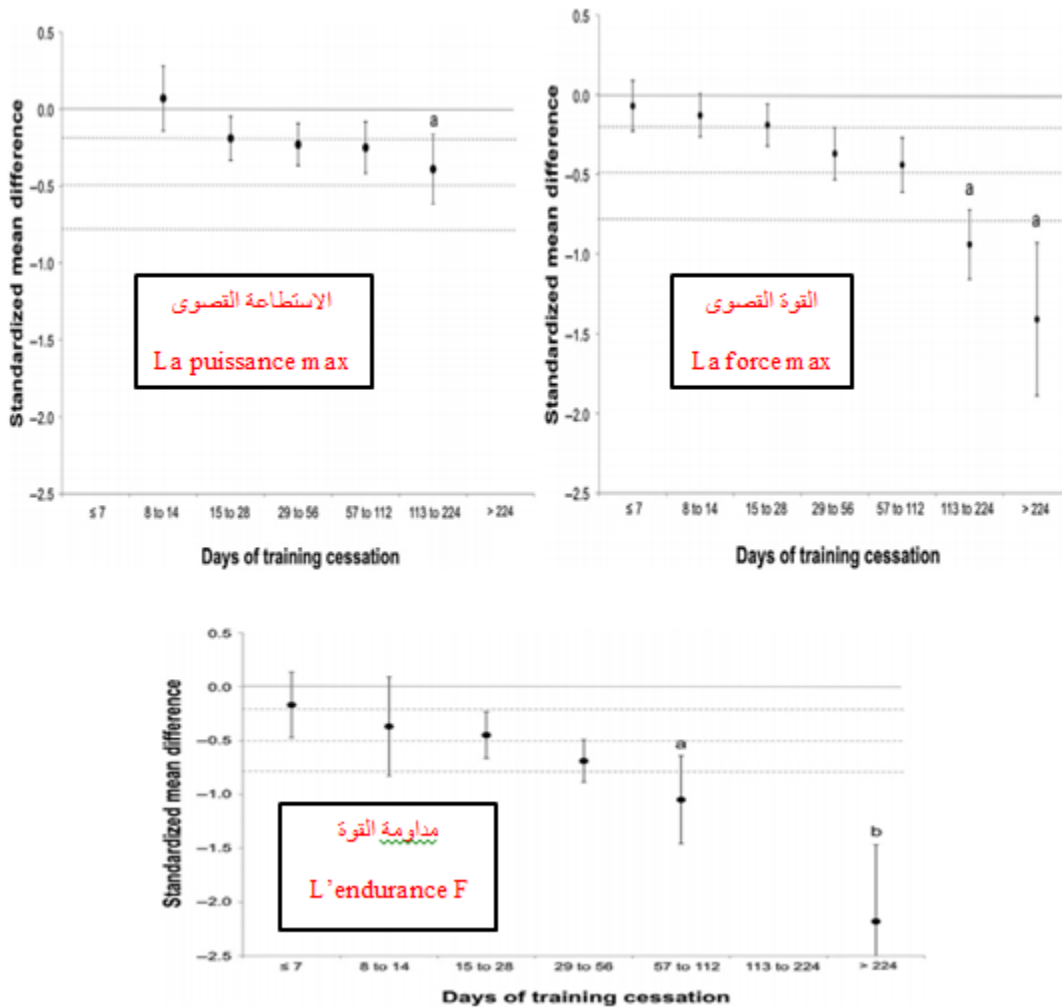 0.5
0.0
−0.5
−1.0
−1.5
−2.0
−2.5
Standardized mean difference
a
الاستطاعة القصوى
La puissance max
≤ 7 8 to 14 15 to 28 29 to 56 57 to 112 113 to 224 > 224
Days of training cessation
0.5
0.0
−0.5
−1.0
−1.5
−2.0
−2.5
Standardized mean difference
a
a
القوة القصوى
La force max
≤ 7 8 to 14 15 to 28 29 to 56 57 to 112 113 to 224 > 224
Days of training cessation
0.5
0.0
−0.5
−1.0
−1.5
−2.0
−2.5
Standardized mean difference
a
b
مداومة القوة
L’endurance F
≤ 7 8 to 14 15 to 28 29 to 56 57 to 112 113 to 224 > 224
Days of training cessation